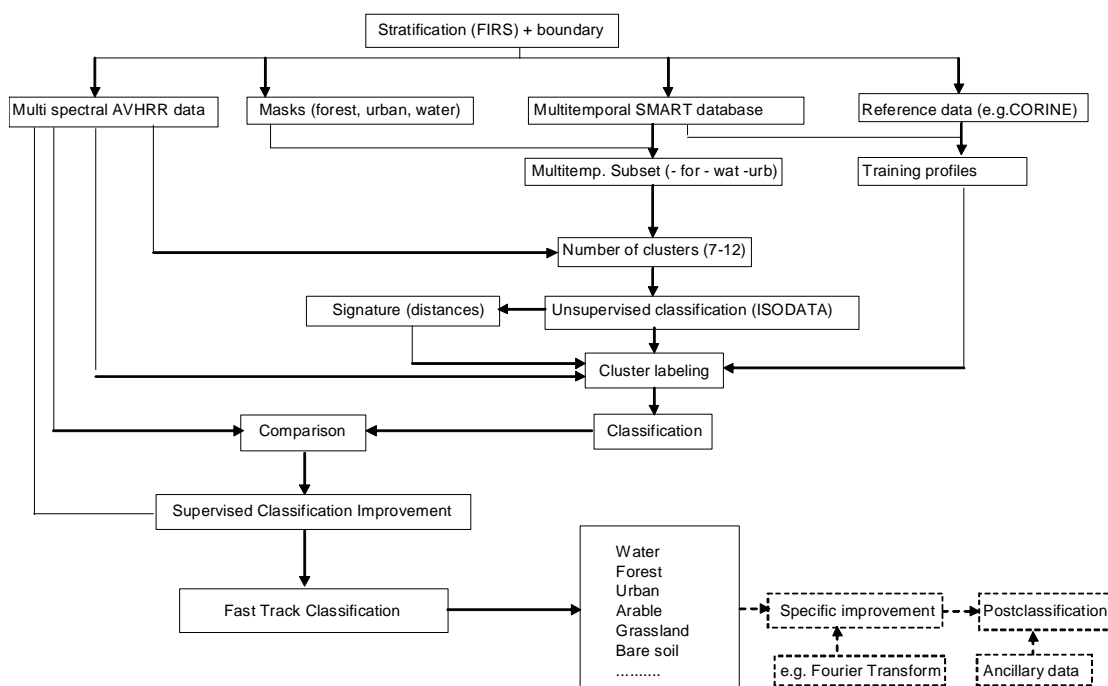 Stratification (FIRS) + boundary
Multi spectral AVHRR data
Masks (forest, urban, water)
Multitemporal SMART database
Reference data (e.g.CORINE)
Multitemp. Subset (- for - wat -urb)
Training profiles
Number of clusters (7-12)
Signature (distances)
Unsupervised classification (ISODATA)
Cluster labeling
Comparison
Classification
Supervised Classification Improvement
Fast Track Classification
Water
Forest
Urban
Arable
Grassland
Bare soil
..........
Specific improvement
Postclassification
e.g. Fourier Transform
Ancillary data